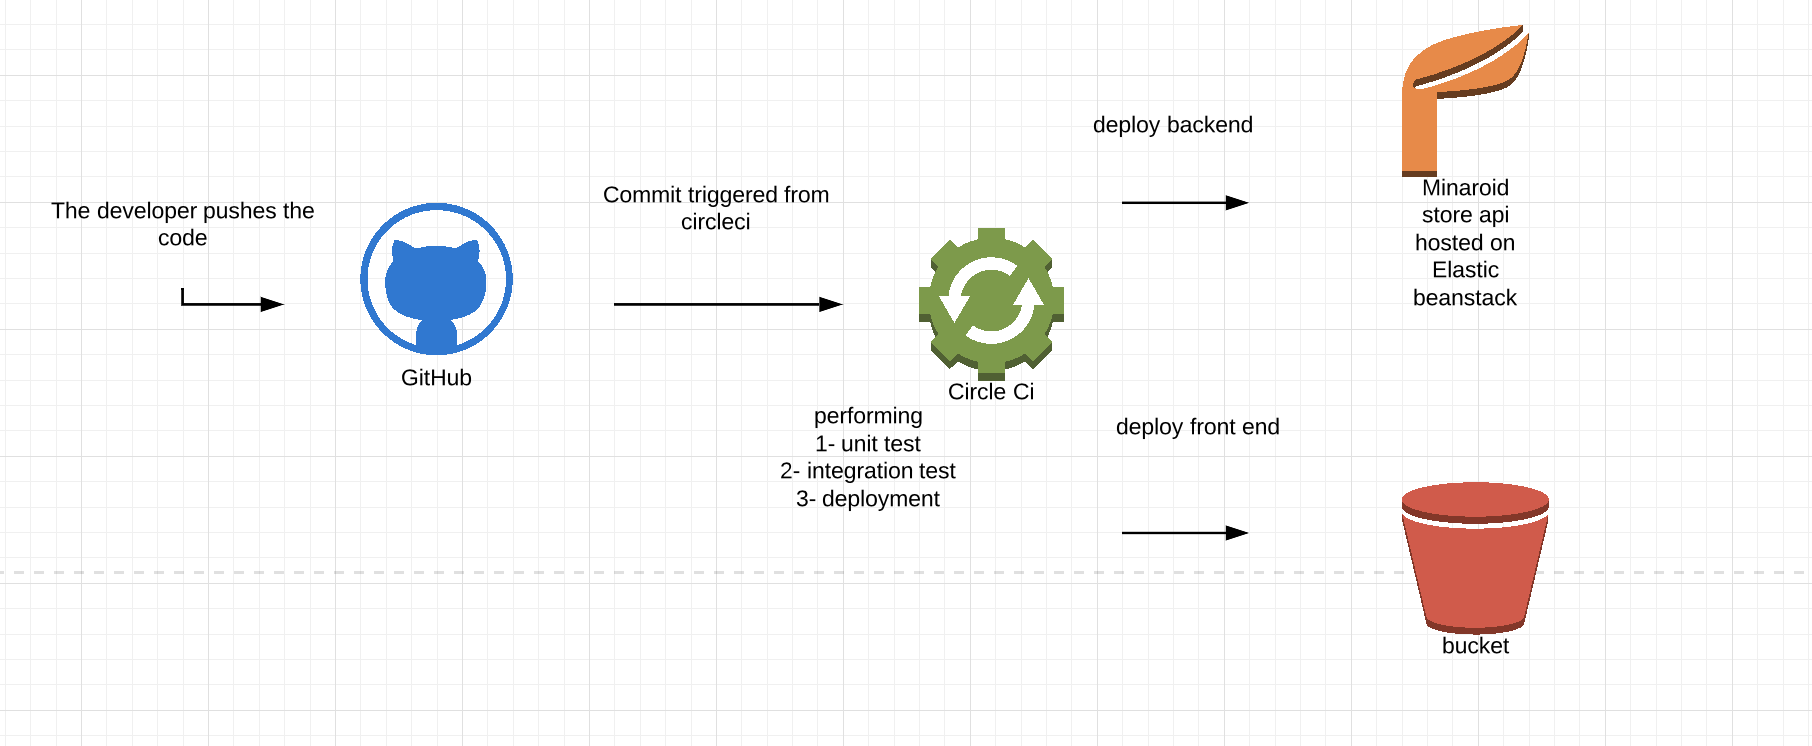 The developer pushes the
code
GitHub
Commit triggered from
circleci
Circle Ci
performing
1- unit test
2- integration test
3- deployment
deploy backend
Minaroid
store api
hosted on
Elastic
beanstack
deploy front end
bucket